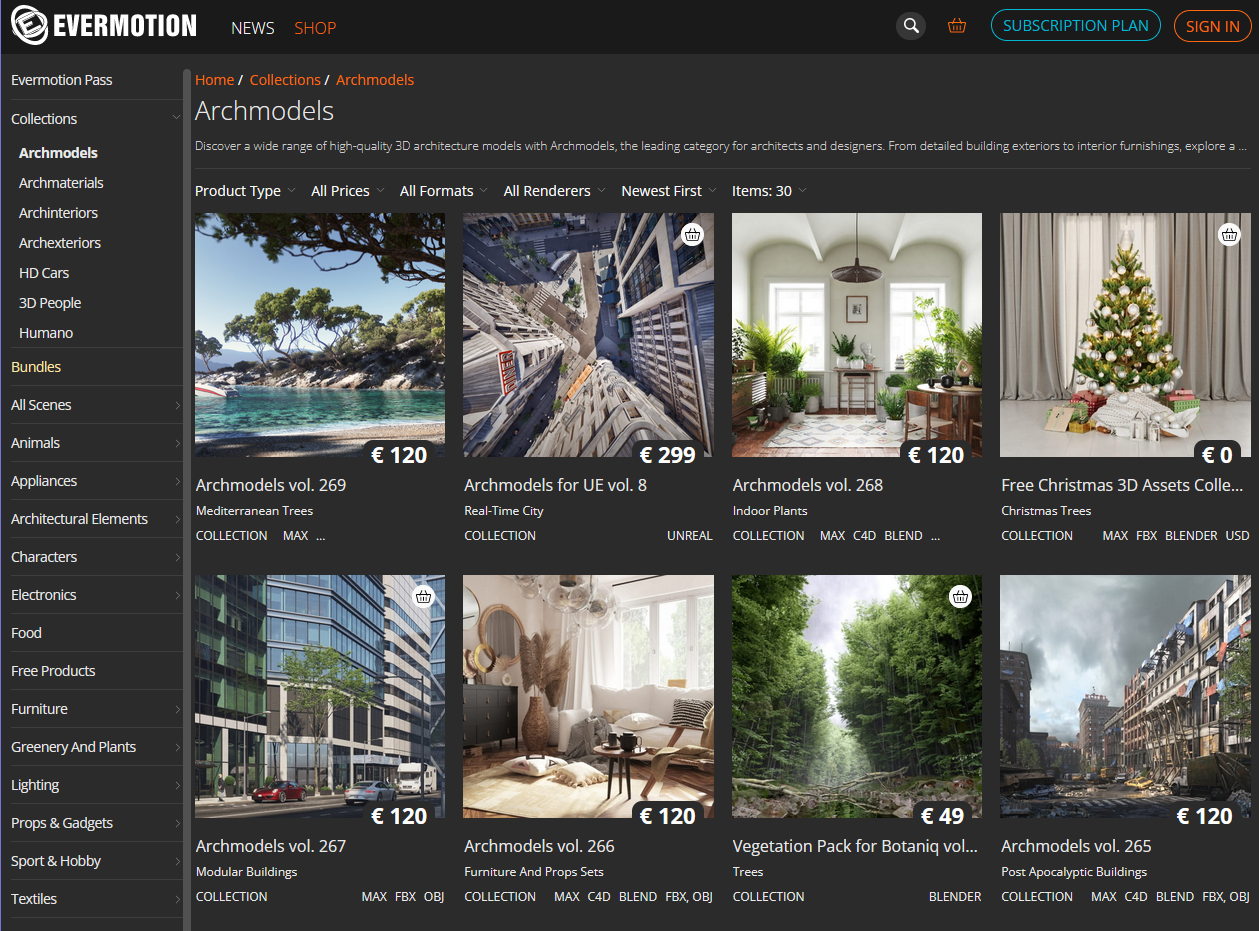 EVERMOTION
NEWS SHOP
SUBSCRIPTION PLAN
SIGN IN
Evermotion Pass
Collections
Archmodels
Archmaterials
Archinteriors
Archexteriors
HD Cars
3D People
Humano
Bundles
All Scenes
Animals
Appliances
Architectural Elements
Characters
Electronics
Food
Free Products
Furniture
Greenery And Plants
Lighting
Props & Gadgets
Sport & Hobby
Textiles
Home / Collections / Archmodels
Archmodels
Discover a wide range of high-quality 3D architecture models with Archmodels, the leading category for architects and designers. From detailed building exteriors to interior furnishings, explore a ...
Product Type All Prices All Formats All Renderers Newest First Items: 30
€ 120
Archmodels vol. 269
Mediterranean Trees
COLLECTION MAX ...
€ 299
Archmodels for UE vol. 8
Real-Time City
COLLECTION UNREAL
€ 120
Archmodels vol. 268
Indoor Plants
COLLECTION MAX C4D BLEND ...
€ 0
Free Christmas 3D Assets Colle...
Christmas Trees
COLLECTION MAX FBX BLENDER USD
€ 120
Archmodels vol. 267
Modular Buildings
COLLECTION MAX FBX OBJ
€ 120
Archmodels vol. 266
Furniture And Props Sets
COLLECTION MAX C4D BLEND FBX, OBJ
€ 49
Vegetation Pack for Botaniq vol...
Trees
COLLECTION BLENDER
€ 120
Archmodels vol. 265
Post Apocalyptic Buildings
COLLECTION MAX C4D BLEND FBX, OBJ